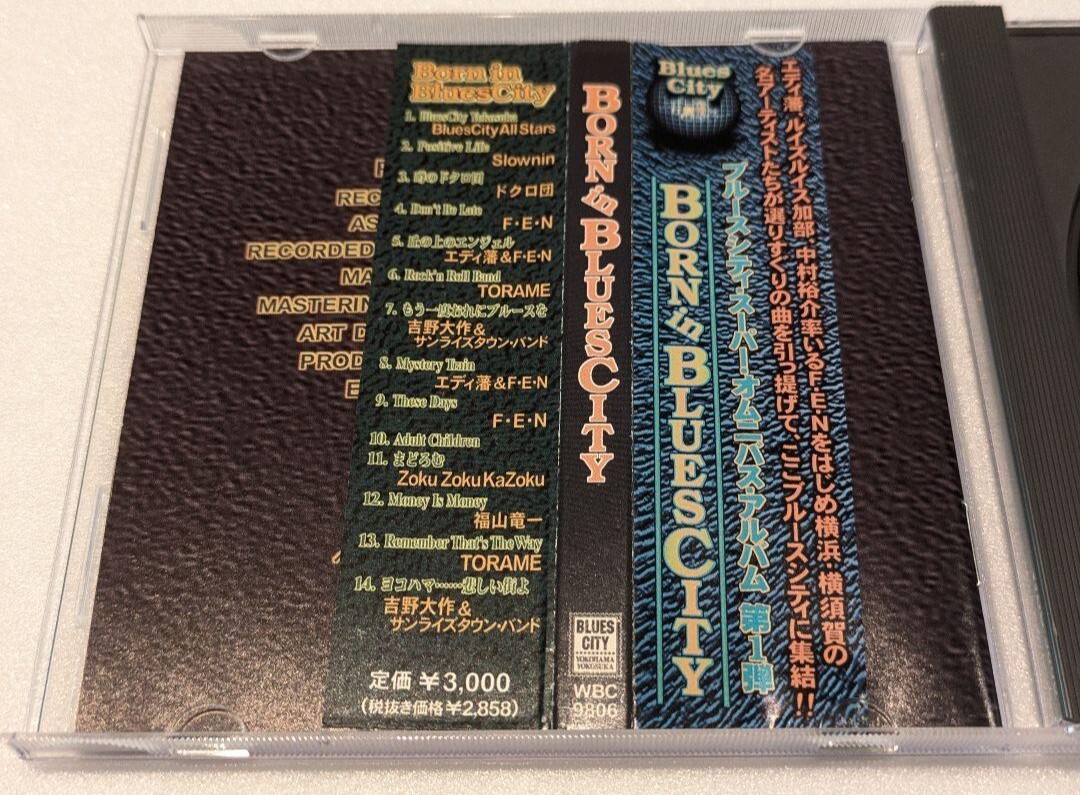 RECO
AS
RECORDED
MA
MASTERIN
ART D
PROD
E
Born in
BluesCity
1. BluesCity Yokosuka
BluesCity All Stars
2. Positive Life
Slownin
3. 噂のドクロ団
ドクロ団
4. Don't Be Late
F・E・N
5. 丘の上のエンジェル
エディ藩&F・E・N
6. Rock'n Roll Band
TORAME
7. もう一度おれにブルースを
吉野大作&
サンライズタウン・バンド
8. Mystery Train
エディ藩&F・E・N
9. These Days
F・E・N
10. Adult Children
11. まどろむ
Zoku Zoku KaZoku
12. Money Is Money
福山竜一
13. Remember That's The Way
TORAME
14. ヨコハマ……悲しい街よ
吉野大作&
サンライズタウン・バンド
定価 ¥3,000
(税抜き価格¥2,858)
BORN in BLUESCITY
BLUES
CITY
YOKOHAMA
YOKOSUKA
WBC
9806
Blues
City
BORN in BLUESCITY
ブルースシティ・スーパー・オムニバス・アルバム 第1弾
エディ藩、ルイズルイス加部、中村裕介率いるF・E・Nをはじめ横浜・横須賀の
名アーティストたちが選りすぐりの曲を引っ提げて、ここブルースシティに集結!!